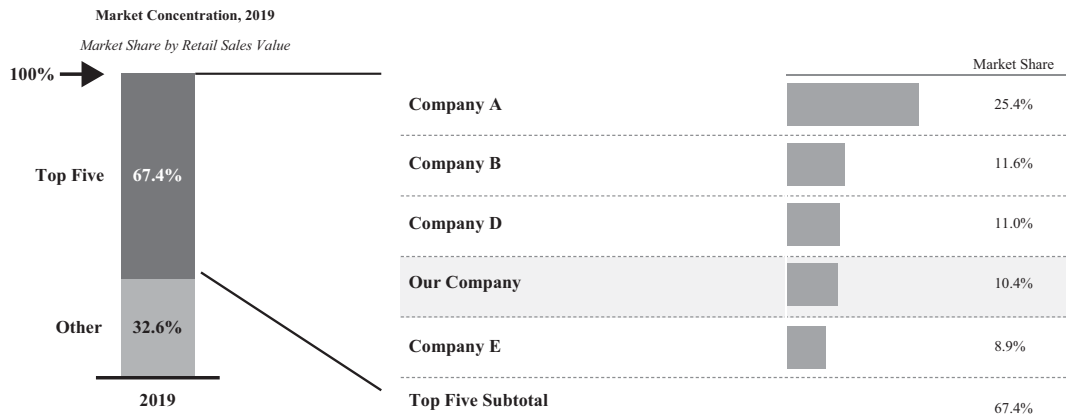 Market Concentration, 2019
Market Share by Retail Sales Value
100%
Top Five
67.4%
Other
32.6%
2019
Market Share
Company A 25.4%
Company B 11.6%
Company D 11.0%
Our Company 10.4%
Company E 8.9%
Top Five Subtotal 67.4%